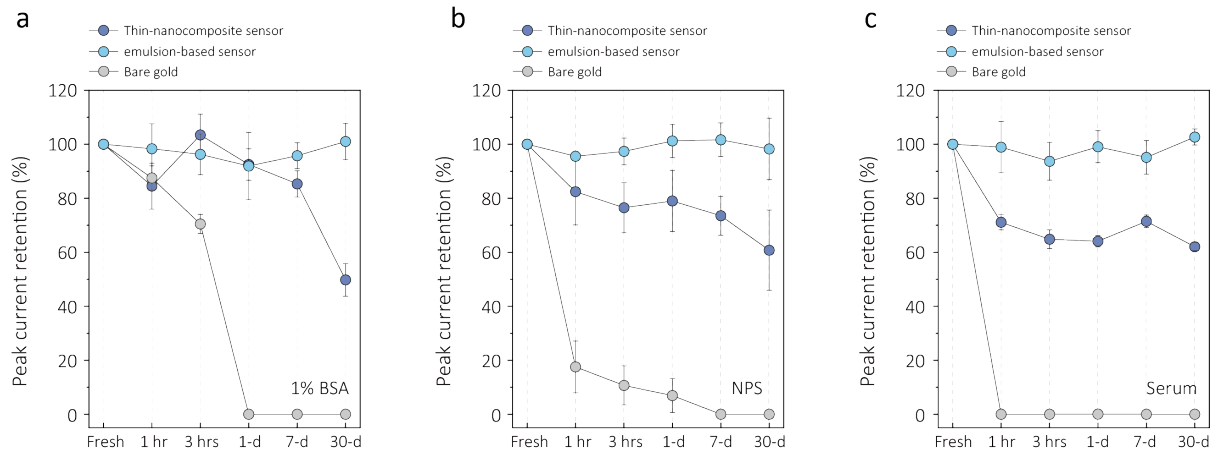 a
Thin-nanocomposite sensor
emulsion-based sensor
Bare gold
120
100
80
60
40
20
0
Peak current retention (%)
1% BSA
Fresh 1 hr 3 hrs 1-d 7-d 30-d
b
Thin-nanocomposite sensor
emulsion-based sensor
Bare gold
120
100
80
60
40
20
0
Peak current retention (%)
NPS
Fresh 1 hr 3 hrs 1-d 7-d 30-d
c
Thin-nanocomposite sensor
emulsion-based sensor
Bare gold
120
100
80
60
40
20
0
Peak current retention (%)
Serum
Fresh 1 hr 3 hrs 1-d 7-d 30-d